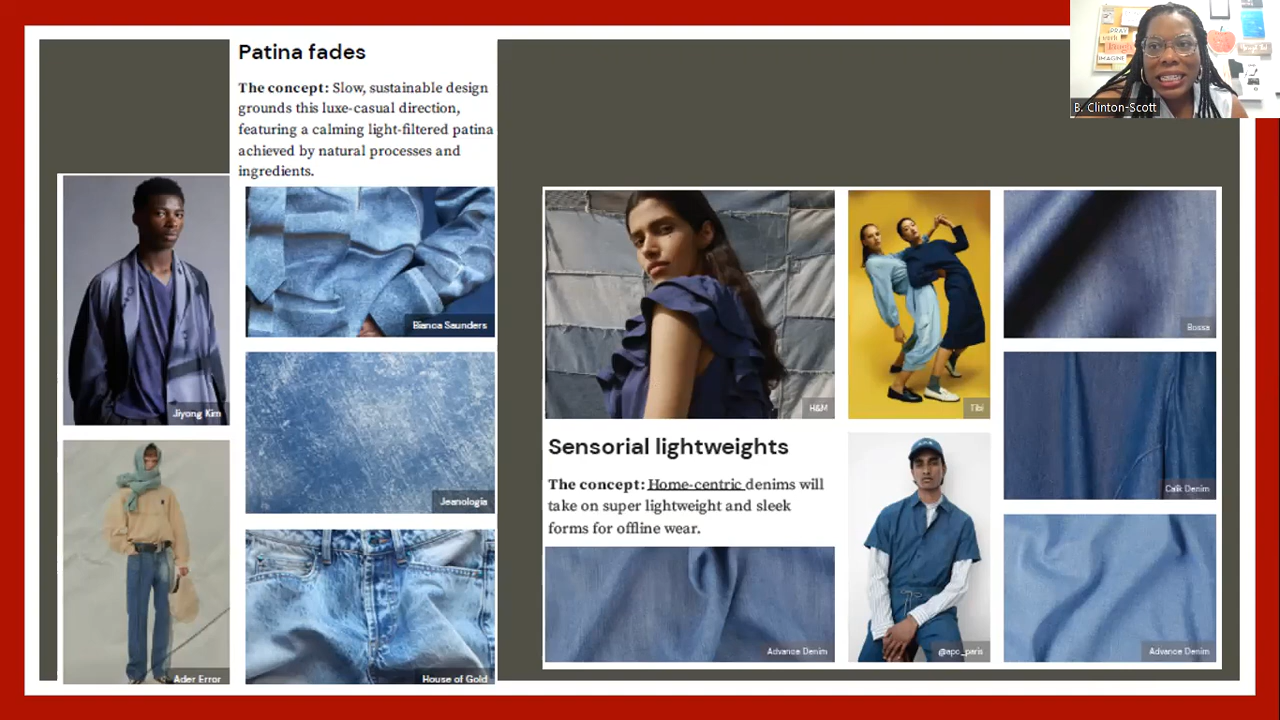 Patina fades
The concept: Slow, sustainable design
grounds this luxe-casual direction,
featuring a calming light-filtered patina
achieved by natural processes and
ingredients.
Jiyong Kim
Bianca Saunders
Jeanologia
Ader Error
House of Gold
H&M
Tibi
Bossa
Sensorial lightweights
The concept: Home-centric denims will
take on super lightweight and sleek
forms for offline wear.
Calik Denim
Advance Denim
@apc_paris
Advance Denim
B. Clinton-Scott
IMAGINE